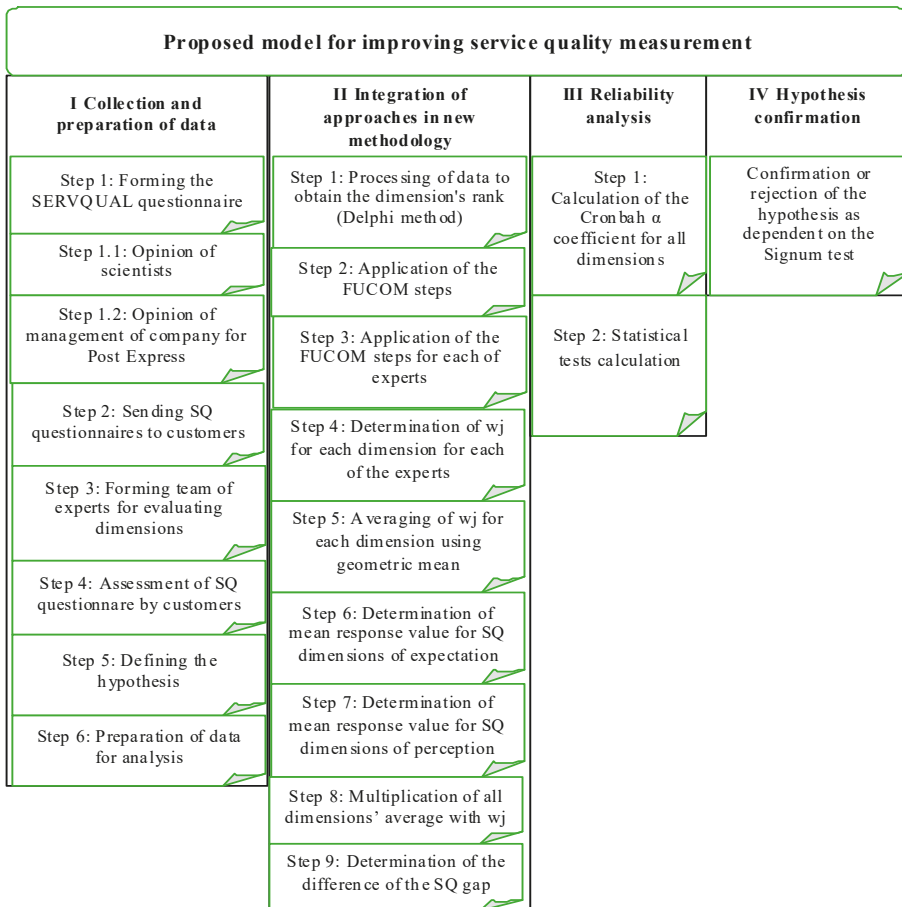 Proposed model for improving service quality measurement
I Collection and
preparation of data
Step 1: Forming the
SERVQUAL questionnaire
Step 1.1: Opinion of
scientists
Step 1.2: Opinion of
management of company for
Post Express
Step 2: Sending SQ
questionnaires to customers
Step 3: Forming team of
experts for evaluating
dimensions
Step 4: Assessment of SQ
questionnare by customers
Step 5: Defining the
hypothesis
Step 6: Preparation of data
for analysis
II Integration of
approaches in new
methodology
Step 1: Processing of data to
obtain the dimension's rank
(Delphi method)
Step 2: Application of the
FUCOM steps
Step 3: Application of the
FUCOM steps for each of
experts
Step 4: Determination of wj
for each dimension for each
of the experts
Step 5: Averaging of wj for
each dimension using
geometric mean
Step 6: Determination of
mean response value for SQ
dimensions of expectation
Step 7: Determination of
mean response value for SQ
dimensions of perception
Step 8: Multiplication of all
dimensions’ average with wj
Step 9: Determination of the
difference of the SQ gap
III Reliability
analysis
Step 1:
Calculation of the
Cronbah α
coefficient for all
dimensions
Step 2: Statistical
tests calculation
IV Hypothesis
confirmation
Confirmation or
rejection of the
hypothesis as
dependent on the
Signum test